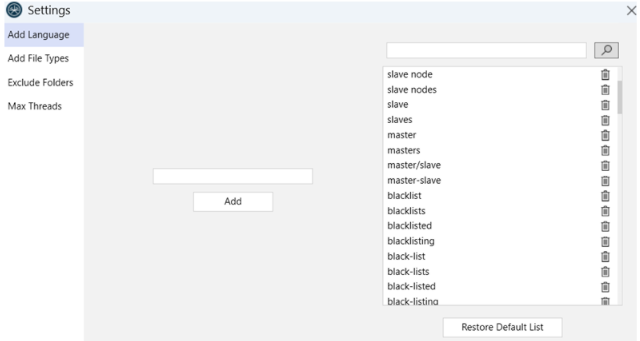 Settings
Add Language
Add File Types
Exclude Folders
Max Threads
Add
slave node
slave nodes
slave
slaves
master
masters
master/slave
master-slave
blacklist
blacklists
blacklisted
blacklisting
black-list
black-lists
black-listed
black-listing
Restore Default List